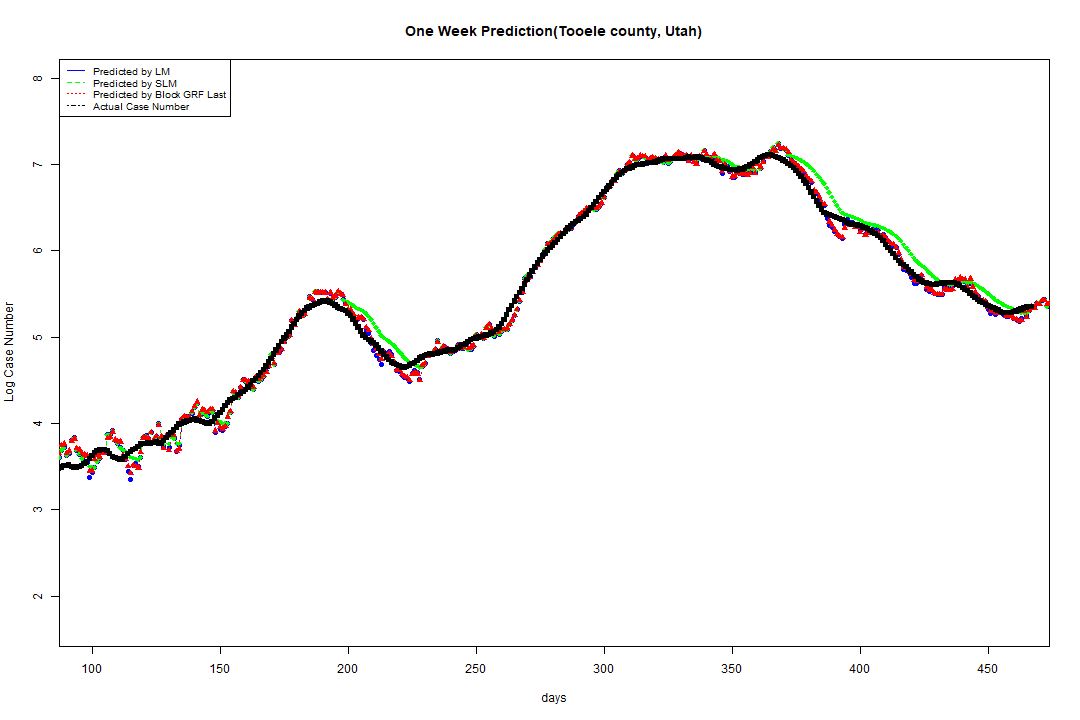 One Week Prediction(Tooele county, Utah)
Predicted by LM
Predicted by SLM
Predicted by Block GRF Last
Actual Case Number
8
7
6
5
4
3
2
Log Case Number
100 150 200 250 300 350 400 450
days